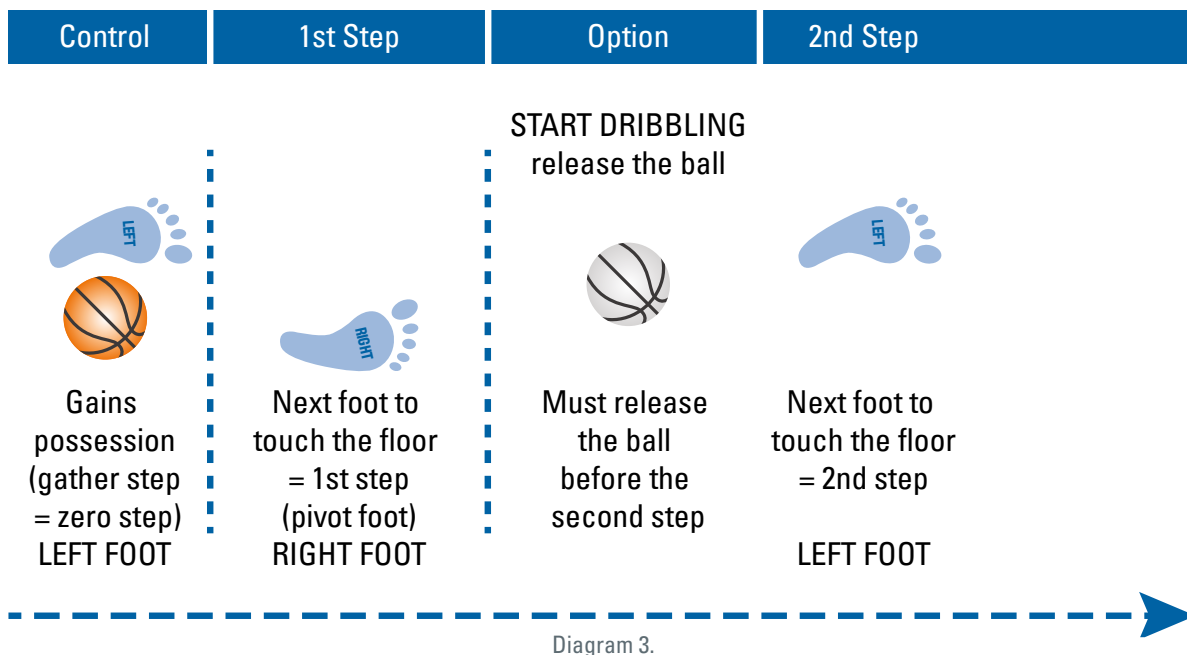 Control
1st Step
Option
2nd Step
START DRIBBLING
release the ball
LEFT
RIGHT
LEFT
Gains
possession
(gather step
= zero step)
LEFT FOOT
Next foot to
touch the floor
= 1st step
(pivot foot)
RIGHT FOOT
Must release
the ball
before the
second step
Next foot to
touch the floor
= 2nd step
LEFT FOOT
Diagram 3.